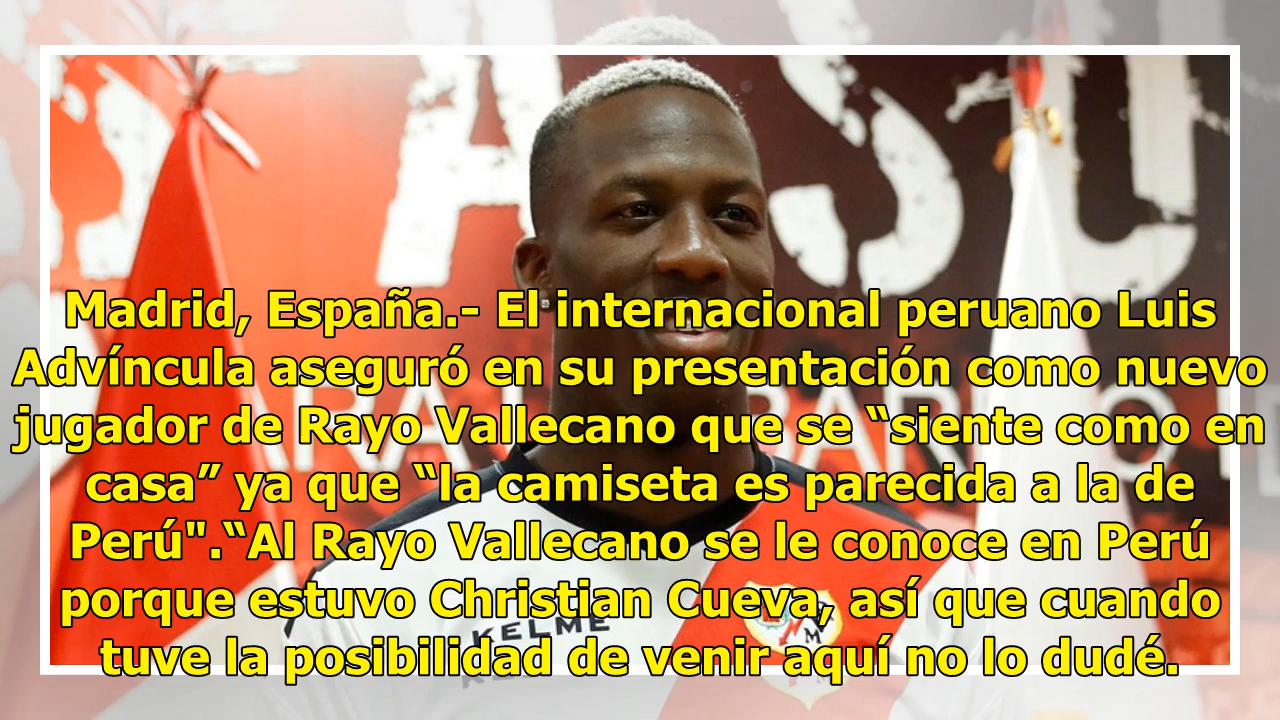 Madrid, España.- El internacional peruano Luis
Advíncula aseguró en su presentación como nuevo
jugador de Rayo Vallecano que se “siente como en
casa” ya que “la camiseta es parecida a la de
Perú".“Al Rayo Vallecano se le conoce en Perú
porque estuvo Christian Cueva, así que cuando
tuve la posibilidad de venir aquí no lo dudé.
KELME